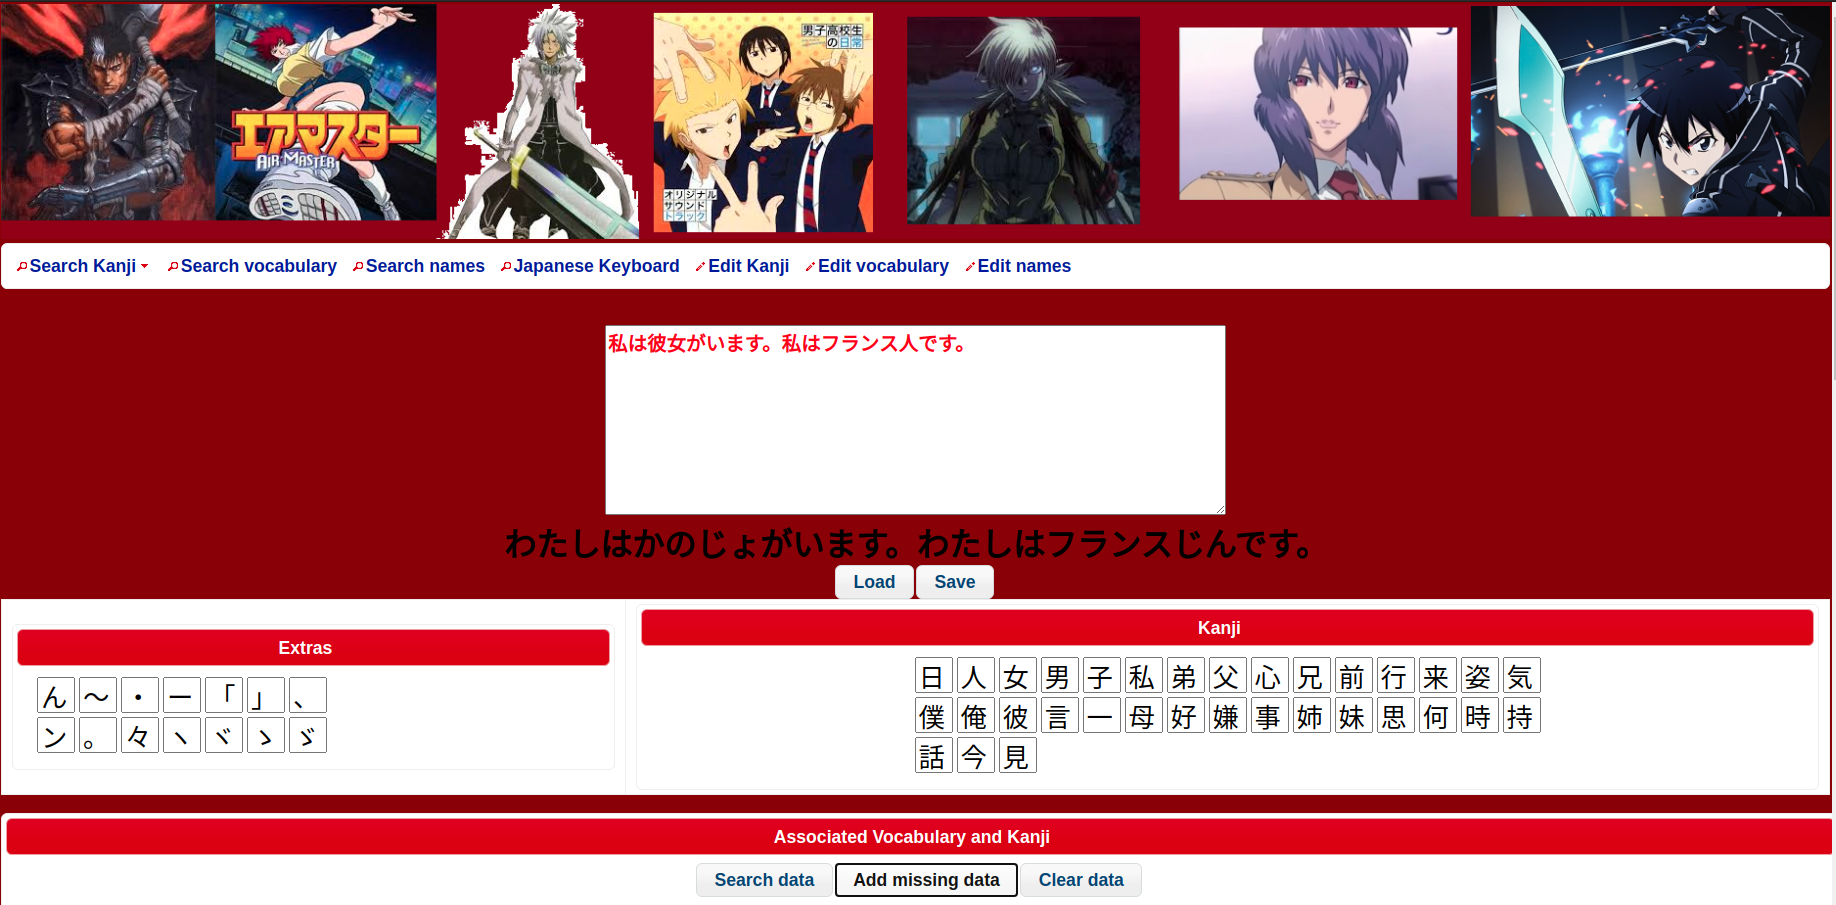 エアマスター
AIR MASTER
男子高校生
の日常
オリジナル
サウンド
トラック
Search Kanji
Search vocabulary
Search names
Japanese Keyboard
Edit Kanji
Edit vocabulary
Edit names
私は彼女がいます。私はフランス人です。
わたしはかのじょがいます。わたしはフランスじんです。
Load Save
Extras
ん 〜 ・ ー 「 」 、
ン 。 々 ヽ ヾ ゝ ゞ
Kanji
日 人 女 男 子 私 弟 父 心 兄 前 行 来 姿 気
僕 俺 彼 言 一 母 好 嫌 事 姉 妹 思 何 時 持
話 今 見
Associated Vocabulary and Kanji
Search data Add missing data Clear data